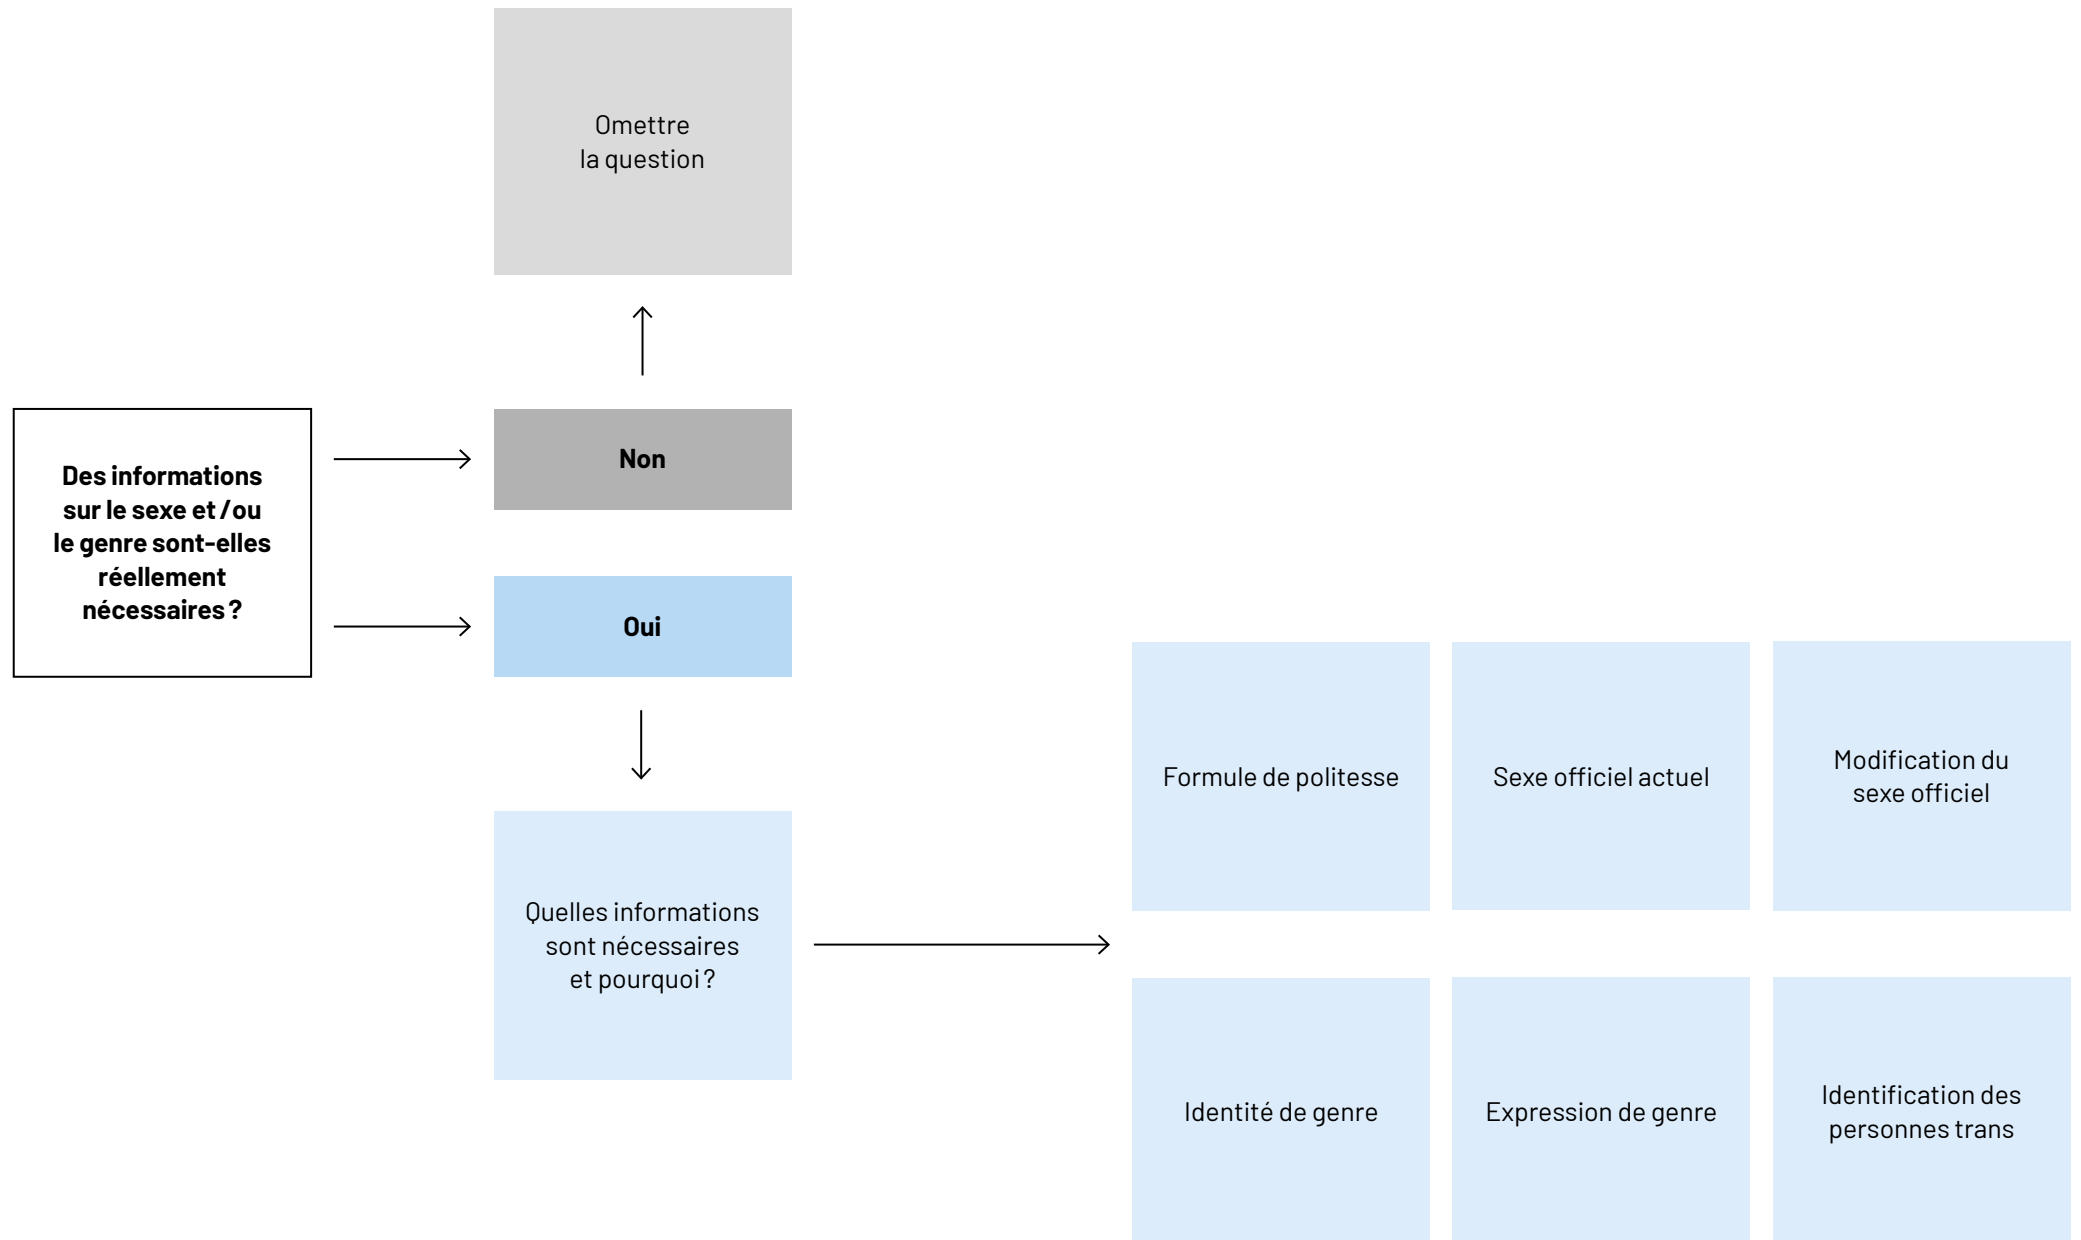 Omettre
la question
Des informations
sur le sexe et / ou
le genre sont-elles
réellement
nécessaires ?
Non
Oui
Quelles informations
sont nécessaires
et pourquoi ?
Formule de politesse
Sexe officiel actuel
Modification du
sexe officiel
Identité de genre
Expression de genre
Identification des
personnes trans